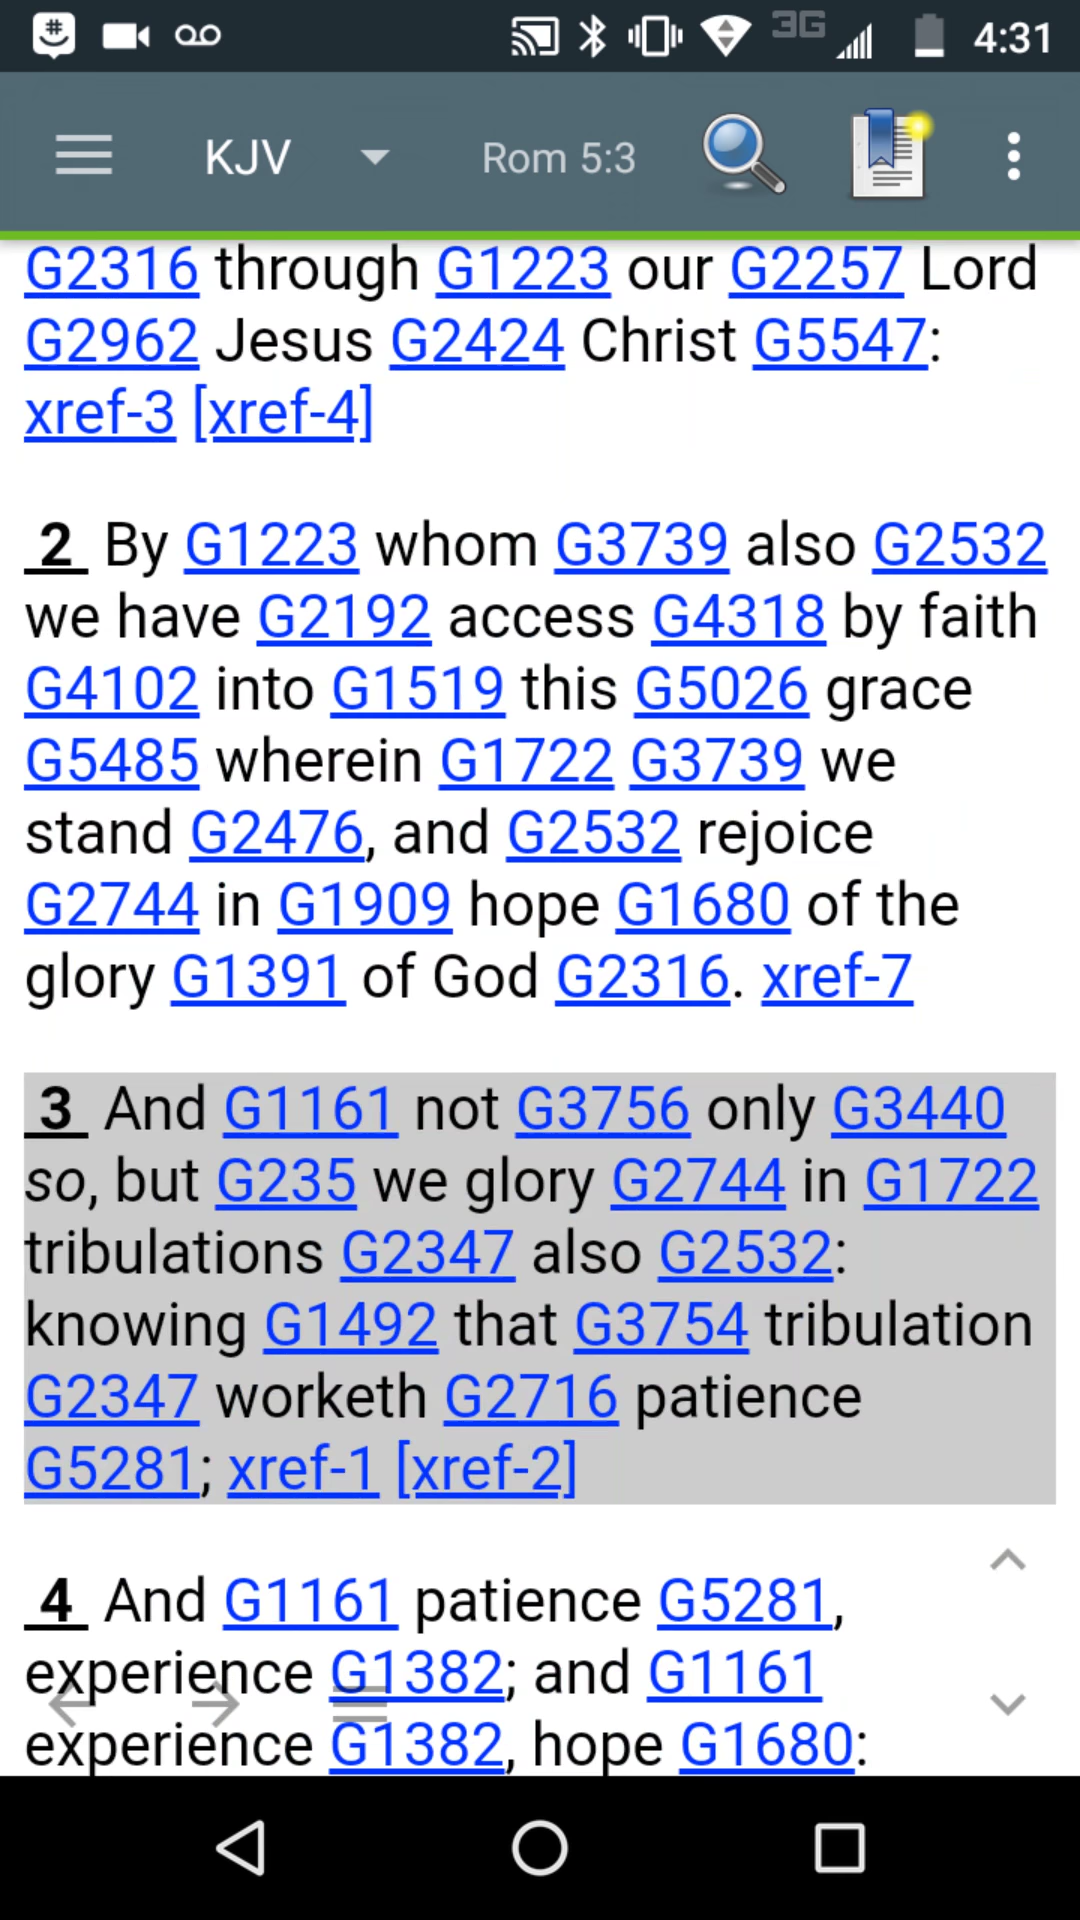 3G 4:31
KJV Rom 5:3
G2316 through G1223 our G2257 Lord
G2962 Jesus G2424 Christ G5547:
xref-3 [xref-4]
2 By G1223 whom G3739 also G2532
we have G2192 access G4318 by faith
G4102 into G1519 this G5026 grace
G5485 wherein G1722 G3739 we
stand G2476, and G2532 rejoice
G2744 in G1909 hope G1680 of the
glory G1391 of God G2316. xref-7
3 And G1161 not G3756 only G3440
so, but G235 we glory G2744 in G1722
tribulations G2347 also G2532:
knowing G1492 that G3754 tribulation
G2347 worketh G2716 patience
G5281; xref-1 [xref-2]
4 And G1161 patience G5281,
experience G1382; and G1161
experience G1382, hope G1680: